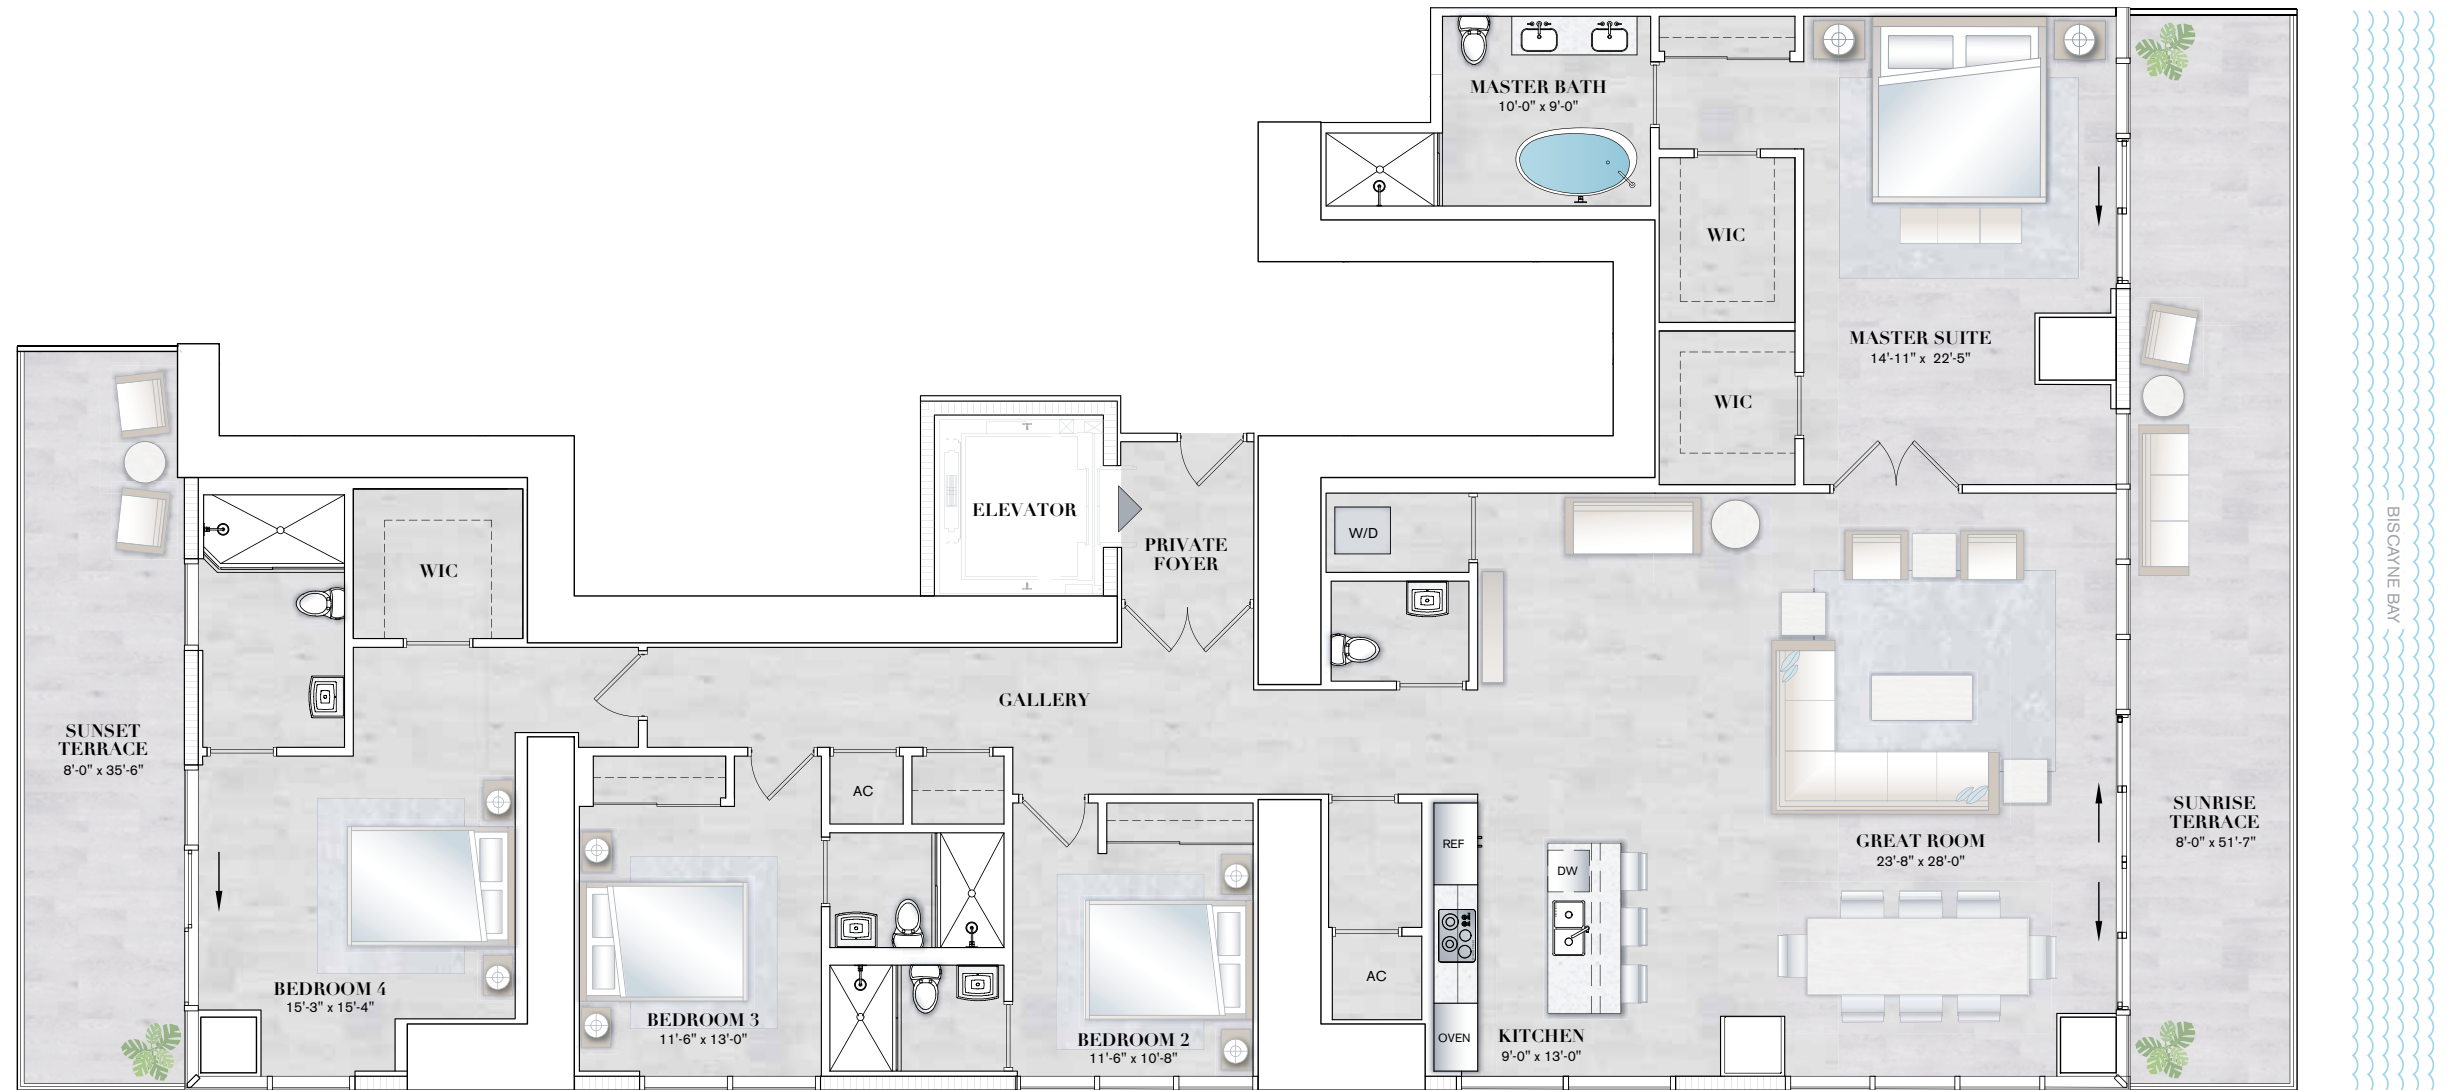 MASTER BATH
10'-0" x 9'-0"
WIC
MASTER SUITE
14'-11" x 22'-5"
WIC
ELEVATOR
PRIVATE
FOYER
W/D
WIC
BISCAYNE BAY
GALLERY
SUNSET
TERRACE
8'-0" x 35'-6"
AC
SUNRISE
TERRACE
8'-0" x 51'-7"
GREAT ROOM
23'-8" x 28'-0"
REF
DW
AC
BEDROOM 4
15'-3" x 15'-4"
BEDROOM 3
11'-6" x 13'-0"
BEDROOM 2
11'-6" x 10'-8"
OVEN
KITCHEN
9'-0" x 13'-0"